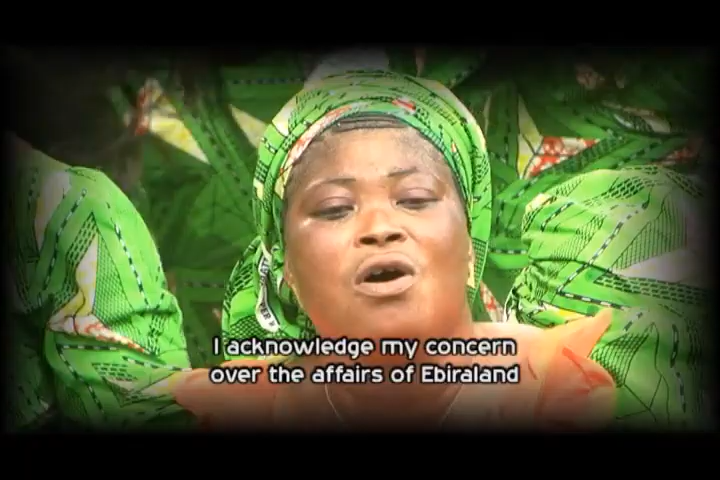 I acknowledge my concern
over the affairs of Ebiraland